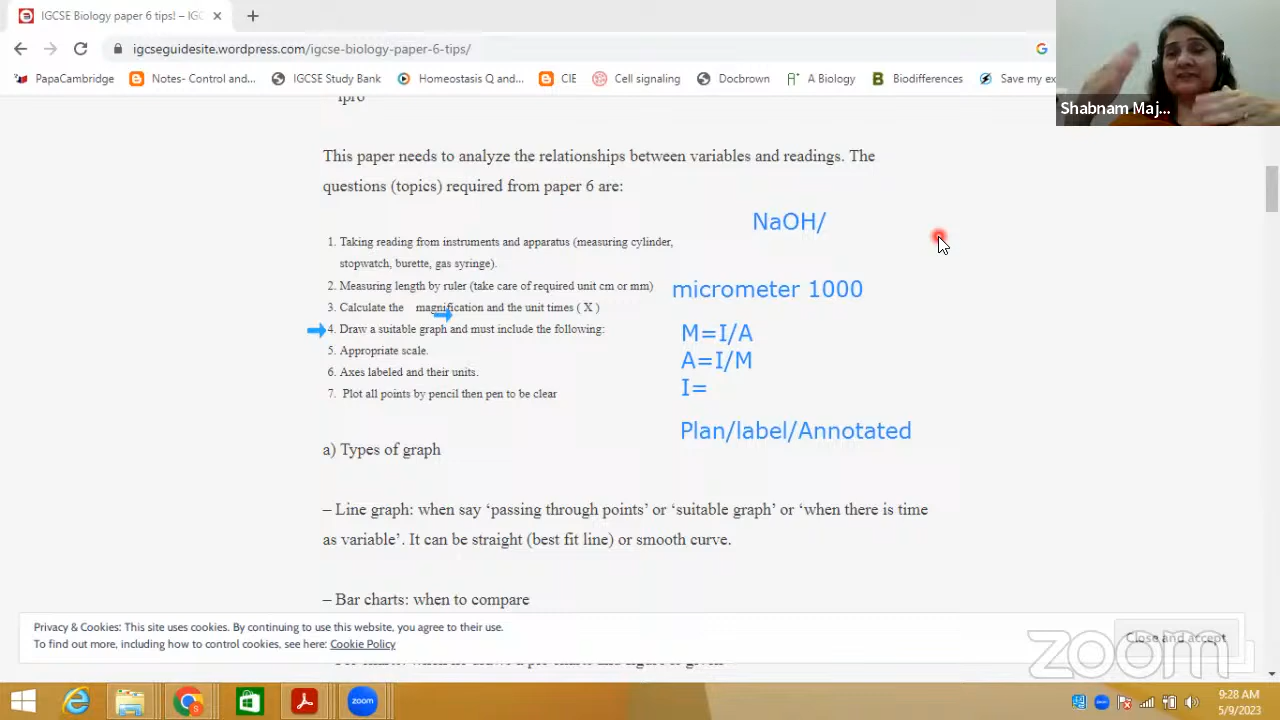 IGCSE Biology paper 6 tips! – IGC
igcseguidesite.wordpress.com/igcse-biology-paper-6-tips/
PapaCambridge
Notes- Control and...
IGCSE Study Bank
Homeostasis Q and...
CIE
Cell signaling
Docbrown
A Biology
Biodifferences
Save my ex
Shabnam Maj...
ipro
This paper needs to analyze the relationships between variables and readings. The
questions (topics) required from paper 6 are:
NaOH/
1. Taking reading from instruments and apparatus (measuring cylinder,
stopwatch, burette, gas syringe).
2. Measuring length by ruler (take care of required unit cm or mm)
micrometer 1000
3. Calculate the magnification and the unit times ( X )
4. Draw a suitable graph and must include the following:
M=I/A
5. Appropriate scale.
A=I/M
6. Axes labeled and their units.
I=
7. Plot all points by pencil then pen to be clear
Plan/label/Annotated
a) Types of graph
– Line graph: when say ‘passing through points’ or ‘suitable graph’ or ‘when there is time
as variable’. It can be straight (best fit line) or smooth curve.
– Bar charts: when to compare
Privacy & Cookies: This site uses cookies. By continuing to use this website, you agree to their use.
To find out more, including how to control cookies, see here: Cookie Policy
Close and accept
zoom
zoom
9:28 AM
5/9/2023